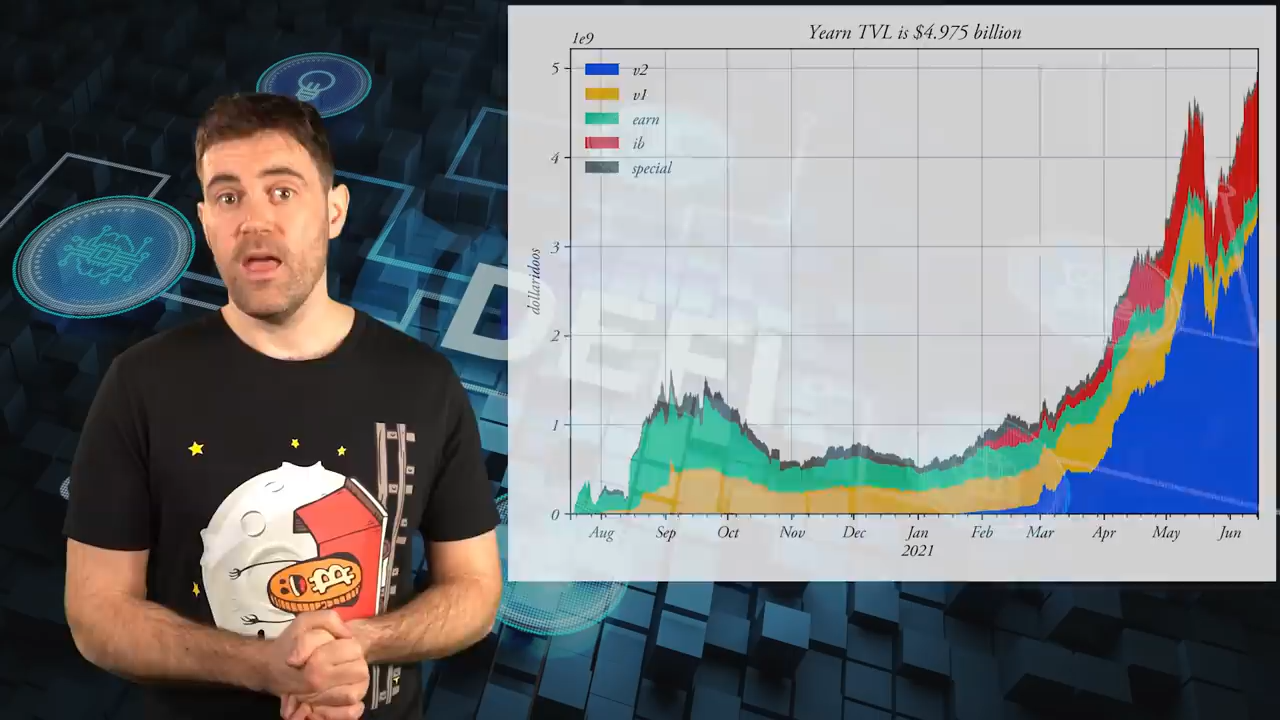 Yearn TVL is $4.975 billion
1e9
v2
v1
earn
ib
special
5
4
3
2
1
0
dollaridoos
Aug Sep Oct Nov Dec Jan Feb Mar Apr May Jun
2021
DEFI